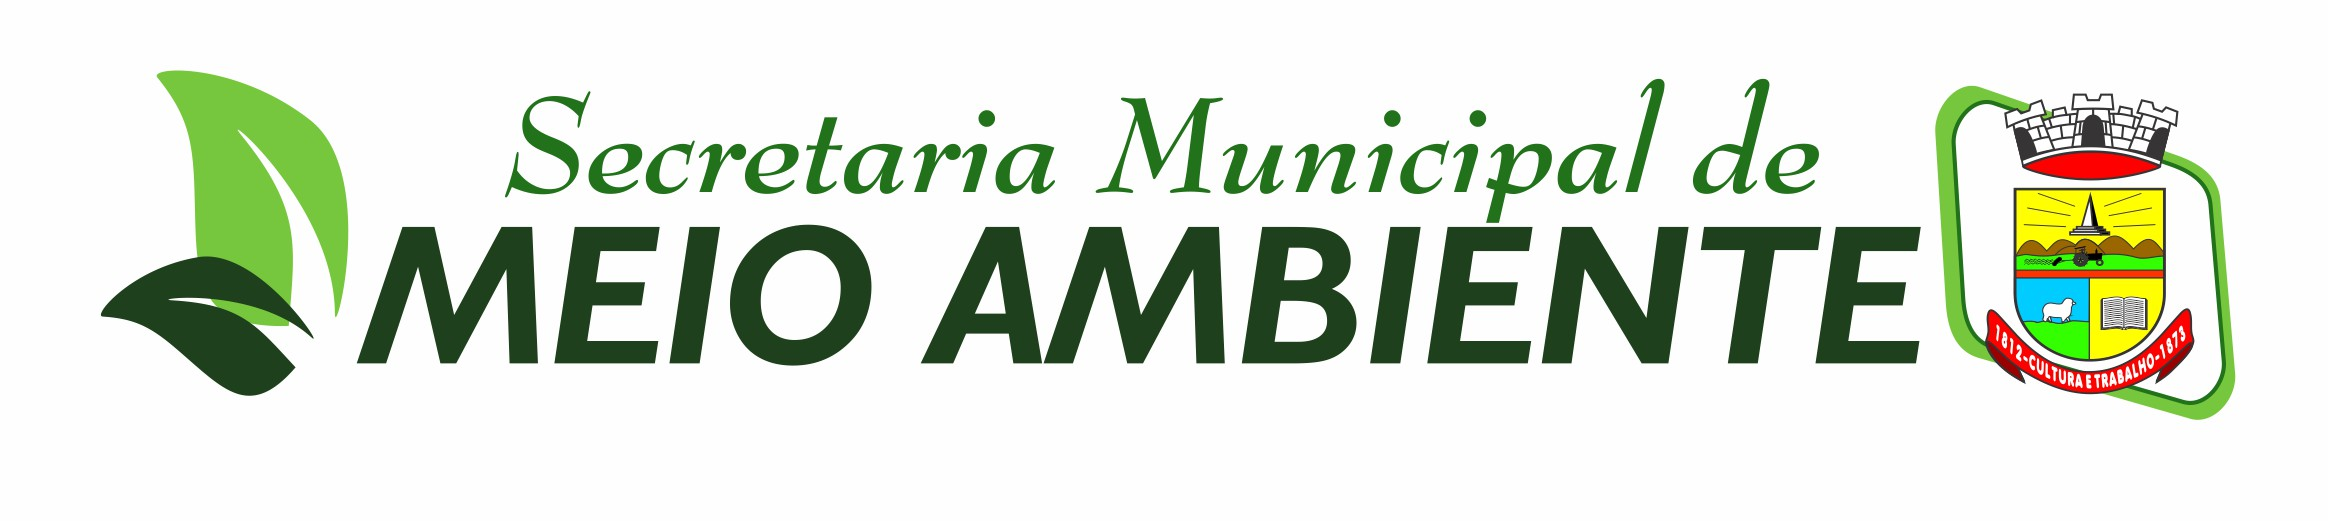 Secretaria Municipal de
MEIO AMBIENTE
1812-CULTURA E TRABALHO-1873